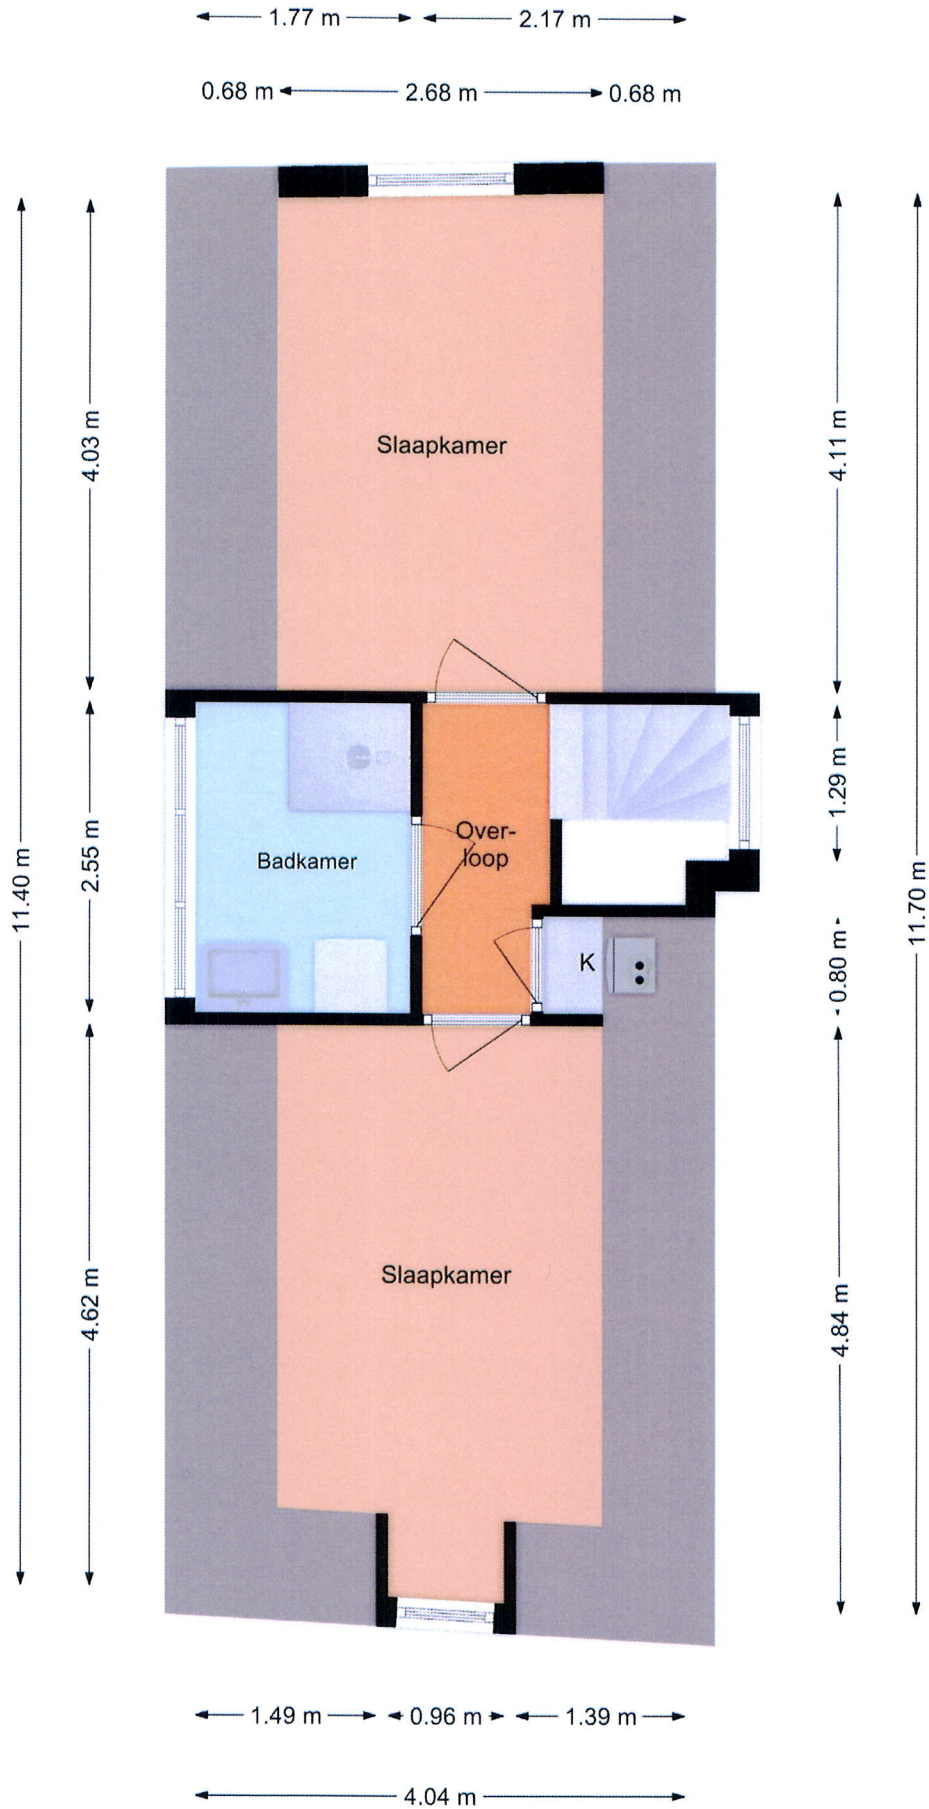 1.77 m
2.17 m
0.68 m
2.68 m
0.68 m
4.03 m
4.11 m
Slaapkamer
11.40 m
2.55 m
Badkamer
Over-
loop
1.29 m
11.70 m
K
0.80 m
4.62 m
Slaapkamer
4.84 m
1.49 m
0.96 m
1.39 m
4.04 m